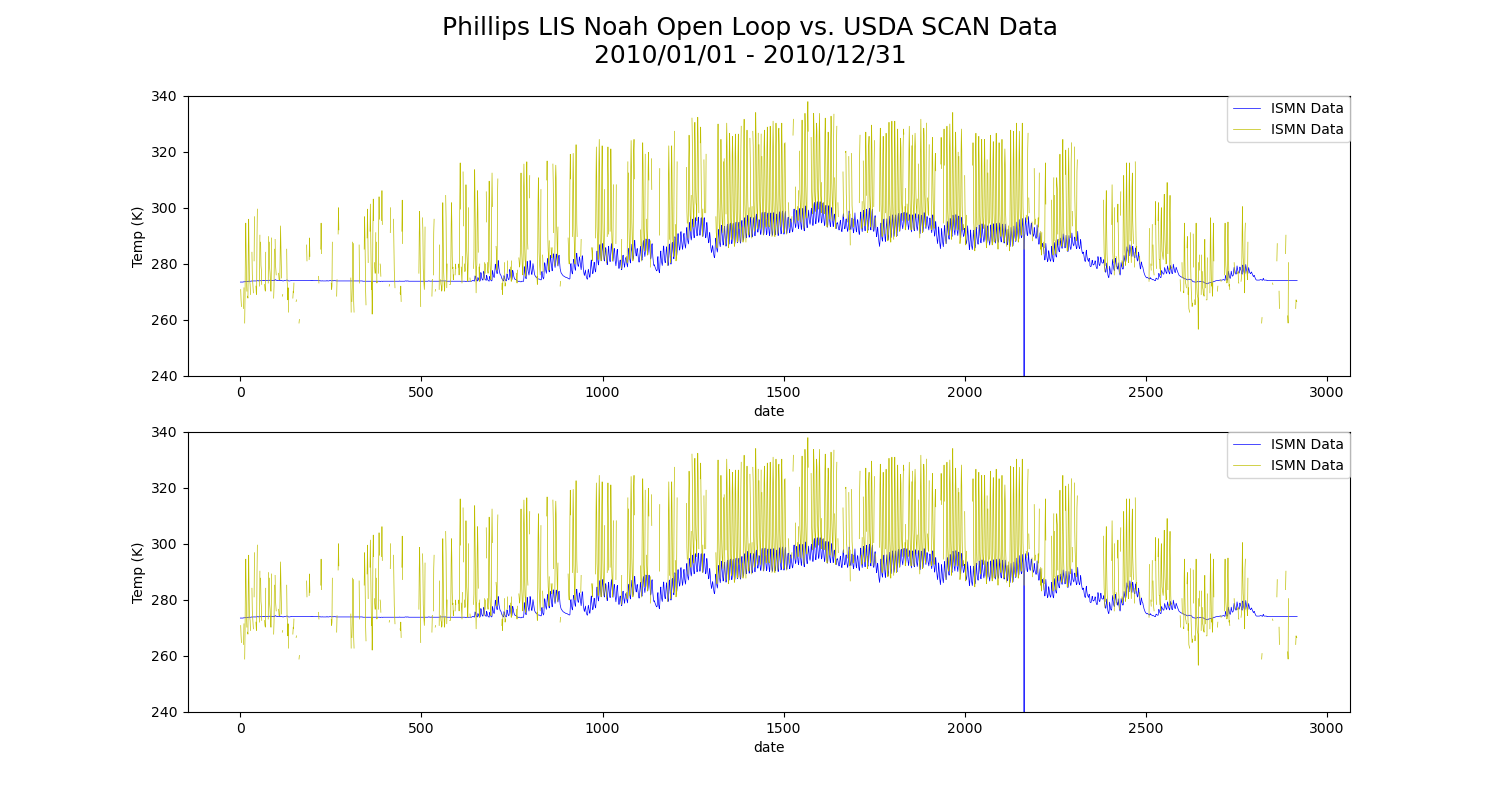 Phillips LIS Noah Open Loop vs. USDA SCAN Data
2010/01/01 - 2010/12/31
340
320
300
280
260
240
Temp (K)
ISMN Data
ISMN Data
0
500
1000
1500
2000
2500
3000
date
340
320
300
280
260
240
Temp (K)
ISMN Data
ISMN Data
0
500
1000
1500
2000
2500
3000
date